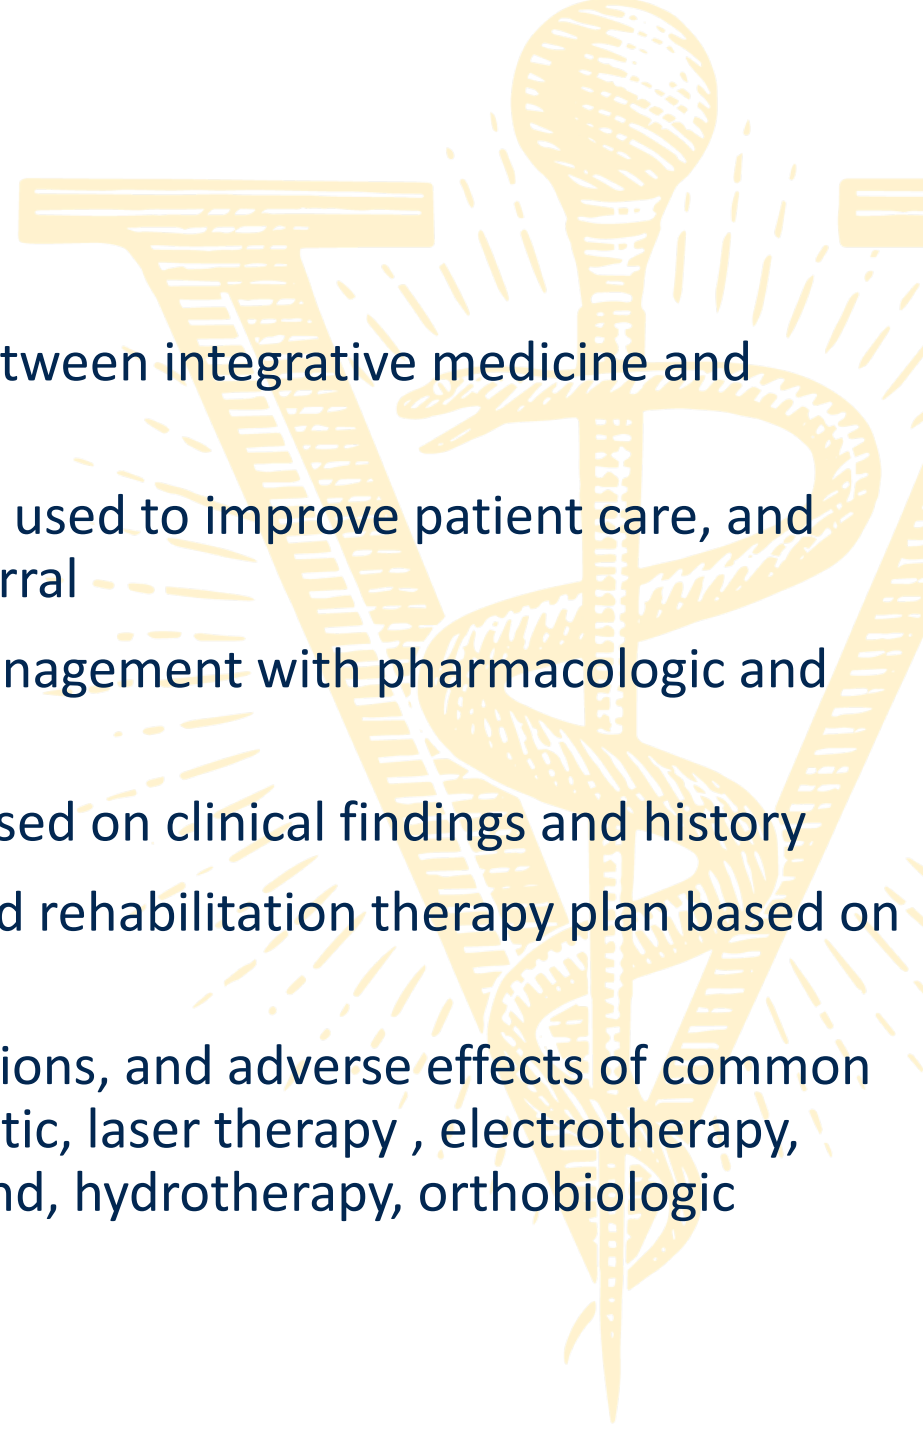 tween integrative medicine and
used to improve patient care, and
rral
nagement with pharmacologic and
sed on clinical findings and history
d rehabilitation therapy plan based on
ions, and adverse effects of common
tic, laser therapy , electrotherapy,
nd, hydrotherapy, orthobiologic